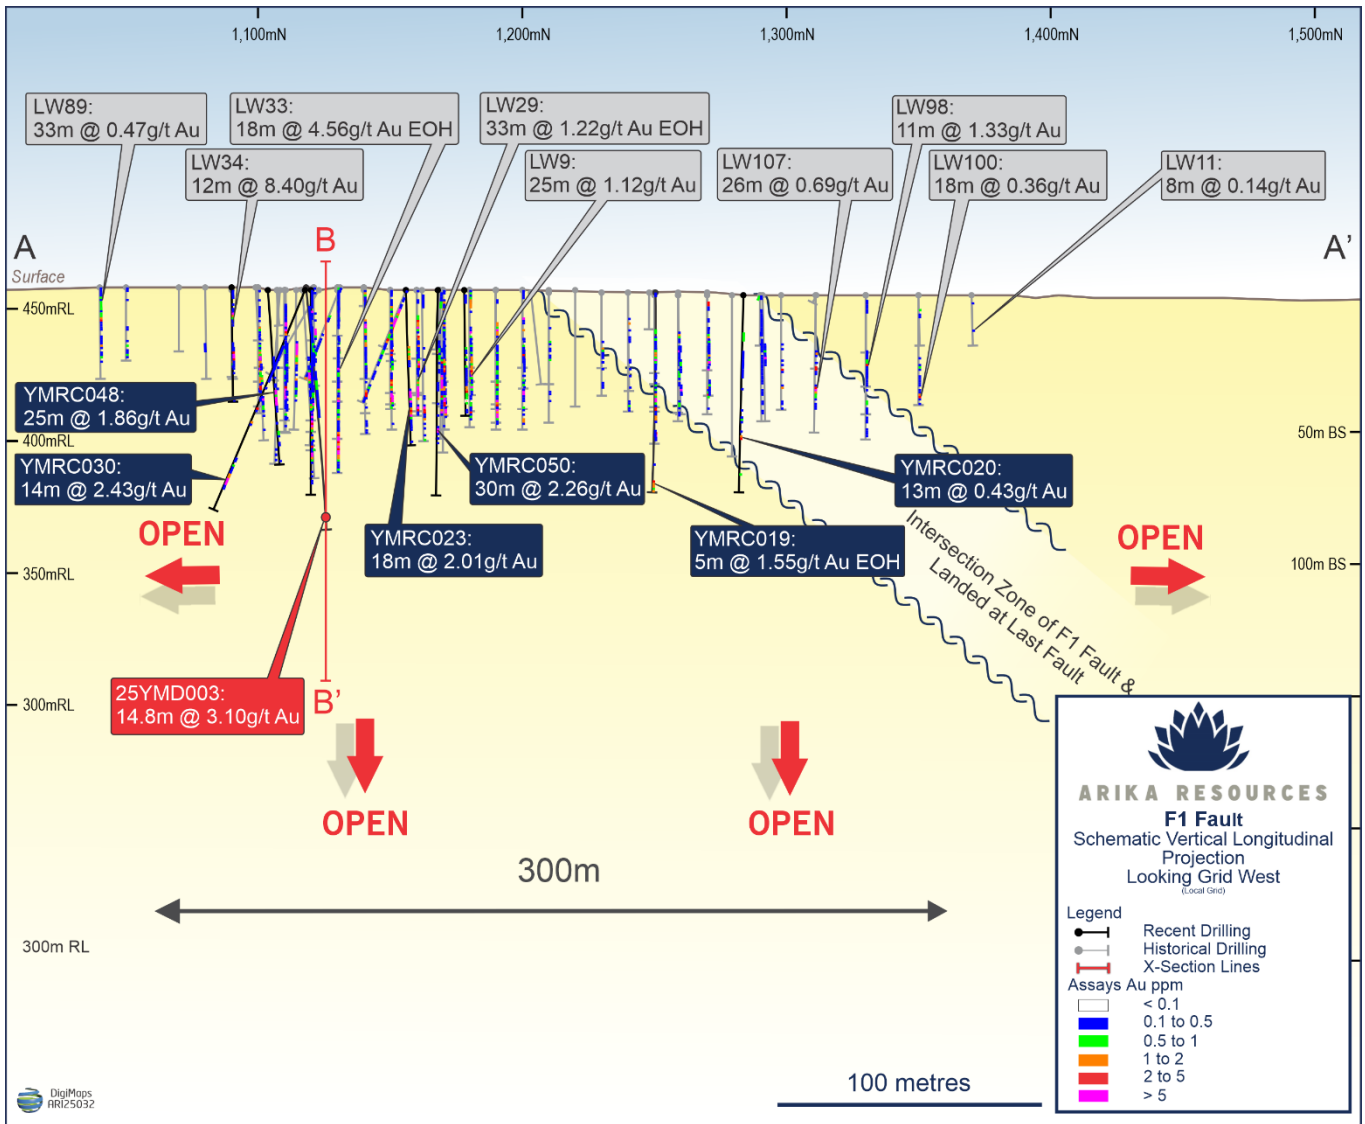 1,100mN
1,200mN
1,300mN
1,400mN
1,500mN
LW89:
33m @ 0.47g/t Au
LW33:
18m @ 4.56g/t Au EOH
LW29:
33m @ 1.22g/t Au EOH
LW98:
11m @ 1.33g/t Au
LW34:
12m @ 8.40g/t Au
LW9:
25m @ 1.12g/t Au
LW107:
26m @ 0.69g/t Au
LW100:
18m @ 0.36g/t Au
LW11:
8m @ 0.14g/t Au
A
B
A'
Surface
450mRL
YMRC048:
25m @ 1.86g/t Au
400mRL
50m BS
YMRC030:
14m @ 2.43g/t Au
YMRC050:
30m @ 2.26g/t Au
YMRC020:
13m @ 0.43g/t Au
OPEN
YMRC023:
18m @ 2.01g/t Au
YMRC019:
5m @ 1.55g/t Au EOH
Intersection Zone of F1 Fault &
Landed at Last Fault
OPEN
350mRL
100m BS
25YMD003:
14.8m @ 3.10g/t Au
B'
300mRL
OPEN
OPEN
300m
300m RL
ARIKA RESOURCES
F1 Fault
Schematic Vertical Longitudinal
Projection
Looking Grid West
(Local Grid)
Legend
Recent Drilling
Historical Drilling
X-Section Lines
Assays Au ppm
< 0.1
0.1 to 0.5
0.5 to 1
1 to 2
2 to 5
> 5
100 metres
DigiMaps
ARI25032